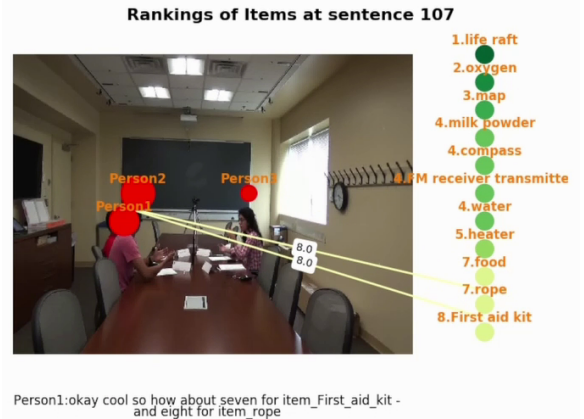 Rankings of Items at sentence 107
1.life raft
2.oxygen
3.map
4.milk powder
4.compass
4.FM receiver transmitte
4.water
5.heater
7.food
7.rope
8.First aid kit
Person2
Person3
Person1
8.0
8.0
Person1:okay cool so how about seven for item_First_aid_kit -
and eight for item_rope